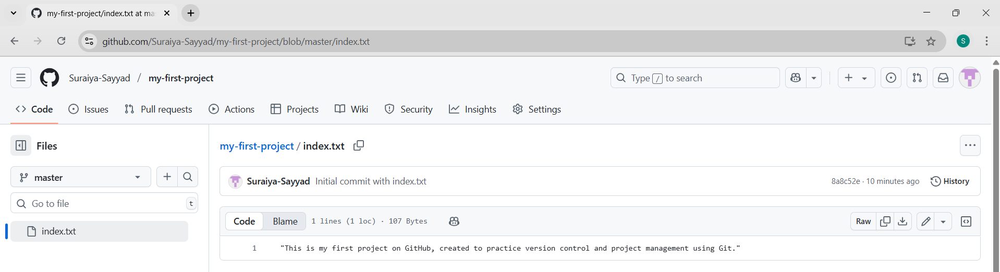 my-first-project/index.txt at ma
github.com/Suraiya-Sayyad/my-first-project/blob/master/index.txt
S
Suraiya-Sayyad / my-first-project
Type / to search
Code
Issues
Pull requests
Actions
Projects
Wiki
Security
Insights
Settings
Files
my-first-project / index.txt
master
Suraiya-Sayyad Initial commit with index.txt
8a8c52e · 10 minutes ago
History
Go to file
t
index.txt
Code
Blame
1 lines (1 loc) · 107 Bytes
Raw
1 "This is my first project on GitHub, created to practice version control and project management using Git."